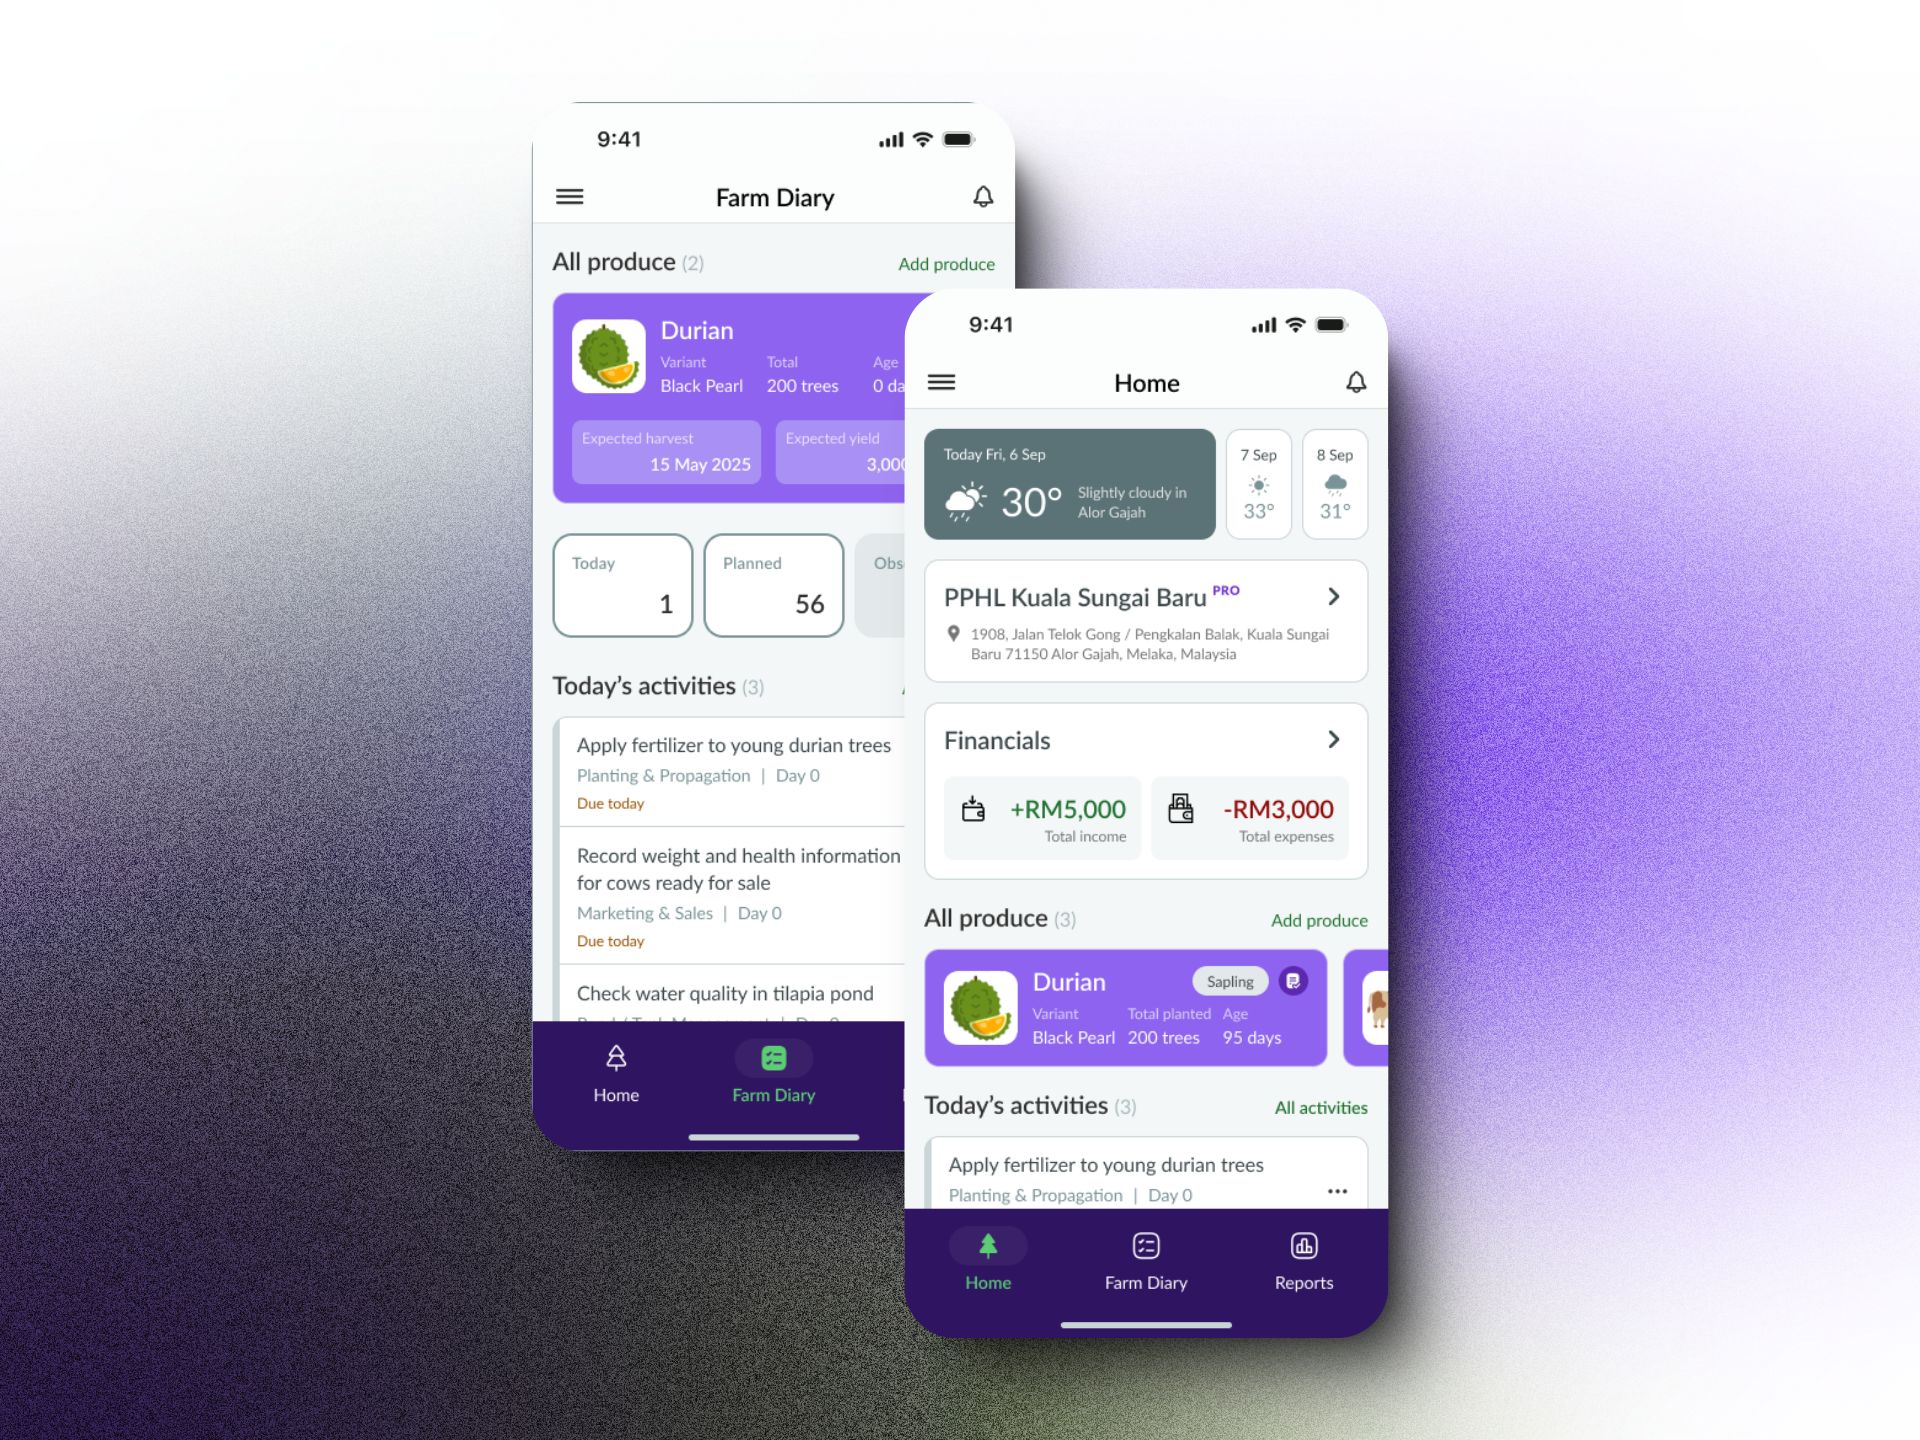 9:41
Farm Diary
All produce (2)
Add produce
Durian
Variant
Total
Age
Black Pearl
200 trees
0
Expected harvest
Expected yield
15 May 2025
Today
Planned
1
56
Today's activities (3)
Apply fertilizer to young durian trees
Planting & Propagation | Day 0
Due today
Record weight and health information
for cows ready for sale
Marketing & Sales | Day 0
Due today
Check water quality in tilapia pond
Home
Farm Diary
9:41
Home
Today Fri, 6 Sep
30°
Slightly cloudy in
Alor Gajah
7 Sep
33°
8 Sep
31°
PPHL Kuala Sungai Baru PRO
1908, Jalan Telok Gong / Pengkalan Balak, Kuala Sungai
Baru 71150 Alor Gajah, Melaka, Malaysia
Financials
+RM5,000
Total income
-RM3,000
Total expenses
All produce (3)
Add produce
Durian
Sapling
Variant
Total planted
Age
Black Pearl
200 trees
95 days
Today's activities (3)
All activities
Apply fertilizer to young durian trees
Planting & Propagation | Day 0
Home
Farm Diary
Reports